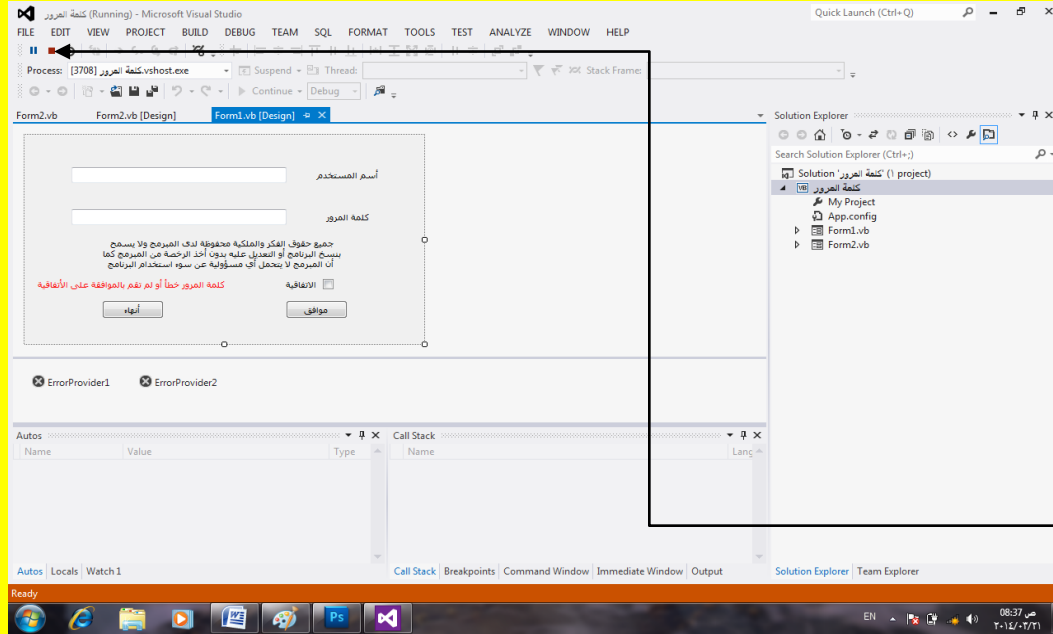 كلمة المرور (Running) - Microsoft Visual Studio
Quick Launch (Ctrl+Q)
FILE EDIT VIEW PROJECT BUILD DEBUG TEAM SQL FORMAT TOOLS TEST ANALYZE WINDOW HELP
Process: [3708] كلمة المرور.vshost.exe Suspend Thread: Stack Frame:
Continue Debug
Form2.vb Form2.vb [Design] Form1.vb [Design]
أسم المستخدم
كلمة المرور
جميع حقوق الفكر والملكية محفوظة لدى المبرمج ولا يسمح
بنسخ البرنامج أو التعديل عليه بدون أخذ الرخصة من المبرمج كما
أن المبرمج لا يتحمل أي مسؤولية عن سوء استخدام البرنامج
الاتفاقية كلمة المرور خطأ أو لم تقم بالموافقة على الأتفاقية
موافق أنهاء
ErrorProvider1 ErrorProvider2
Solution Explorer
Search Solution Explorer (Ctrl+;)
Solution 'كلمة المرور' (١ project)
كلمة المرور
My Project
App.config
Form1.vb
Form2.vb
Autos
Name Value Type
Call Stack
Name Lang
Autos Locals Watch 1
Call Stack Breakpoints Command Window Immediate Window Output
Solution Explorer Team Explorer
Ready
Ps
EN
08:37 ص
٢٠١٤/٠٣/٢١